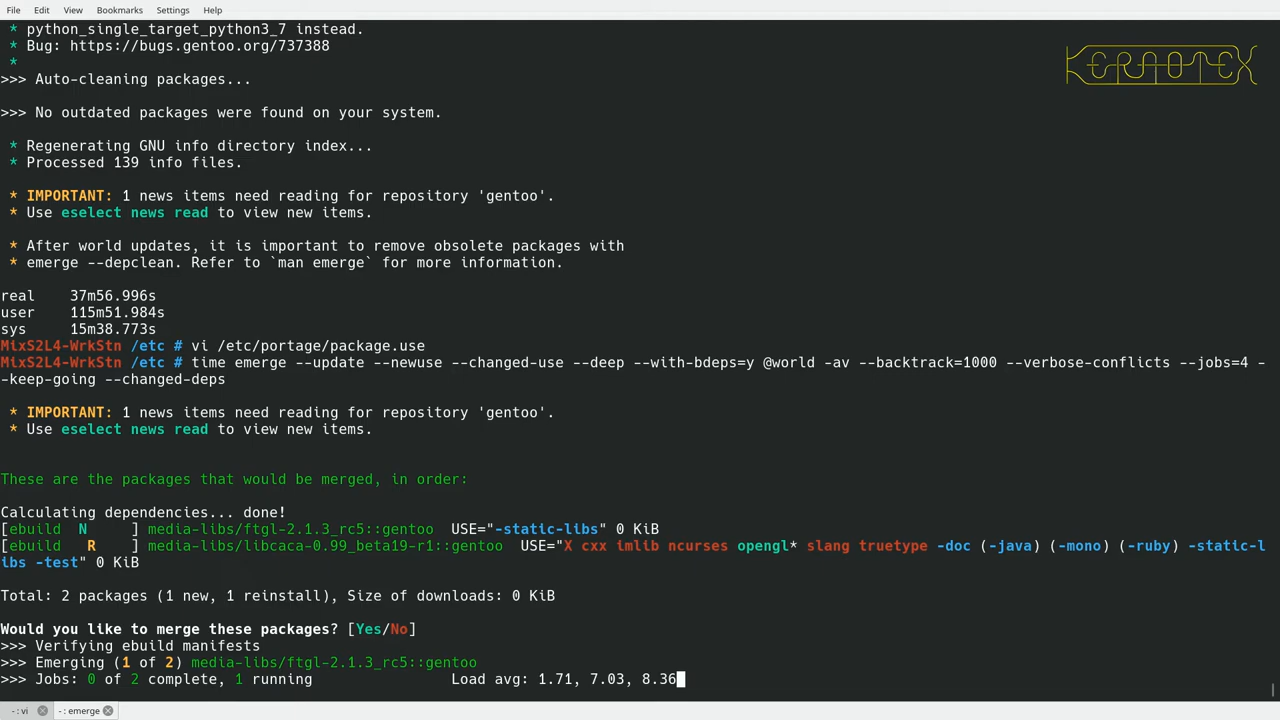 File Edit View Bookmarks Settings Help
* python_single_target_python3_7 instead.
* Bug: https://bugs.gentoo.org/737388
*
>>> Auto-cleaning packages...
>>> No outdated packages were found on your system.
* Regenerating GNU info directory index...
* Processed 139 info files.
* IMPORTANT: 1 news items need reading for repository 'gentoo'.
* Use eselect news read to view new items.
* After world updates, it is important to remove obsolete packages with
* emerge --depclean. Refer to `man emerge` for more information.
real    37m56.996s
user    115m51.984s
sys     15m38.773s
MixS2L4-WrkStn /etc # vi /etc/portage/package.use
MixS2L4-WrkStn /etc # time emerge --update --newuse --changed-use --deep --with-bdeps=y @world -av --backtrack=1000 --verbose-conflicts --jobs=4 -
-keep-going --changed-deps
* IMPORTANT: 1 news items need reading for repository 'gentoo'.
* Use eselect news read to view new items.
These are the packages that would be merged, in order:
Calculating dependencies... done!
[ebuild  N     ] media-libs/ftgl-2.1.3_rc5::gentoo  USE="-static-libs" 0 KiB
[ebuild   R    ] media-libs/libcaca-0.99_beta19-r1::gentoo  USE="X cxx imlib ncurses opengl* slang truetype -doc (-java) (-mono) (-ruby) -static-l
ibs -test" 0 KiB
Total: 2 packages (1 new, 1 reinstall), Size of downloads: 0 KiB
Would you like to merge these packages? [Yes/No]
>>> Verifying ebuild manifests
>>> Emerging (1 of 2) media-libs/ftgl-2.1.3_rc5::gentoo
>>> Jobs: 0 of 2 complete, 1 running                Load avg: 1.71, 7.03, 8.36
- : vi - : emerge